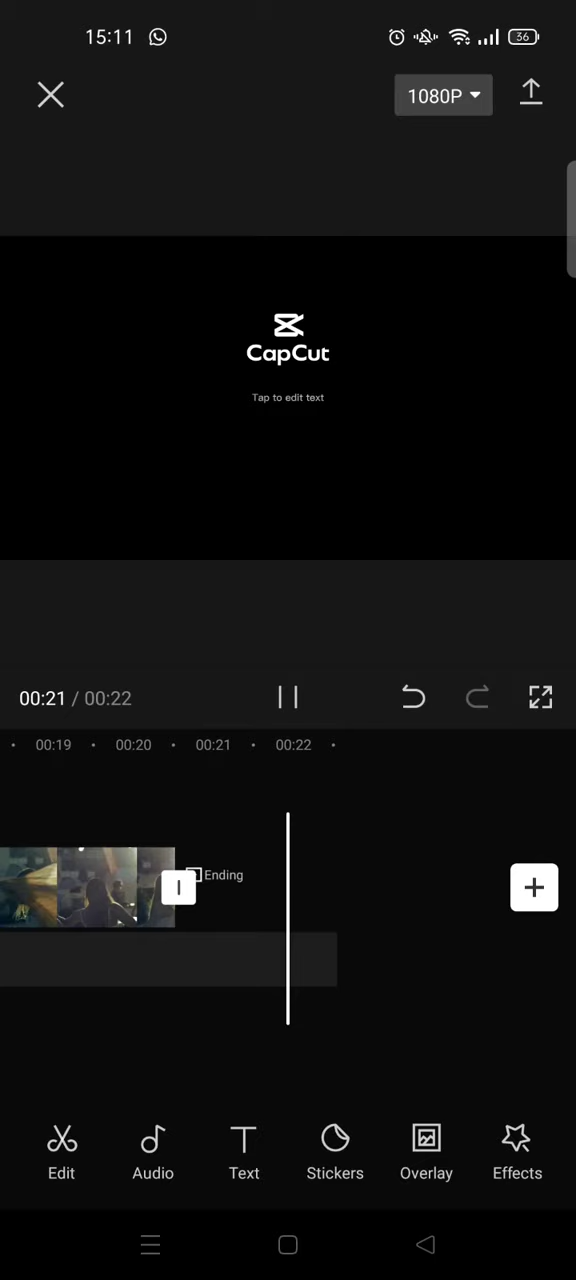 15:11
36
1080P
CapCut
Tap to edit text
00:21 / 00:22
00:19 00:20 00:21 00:22
Ending
Edit Audio Text Stickers Overlay Effects